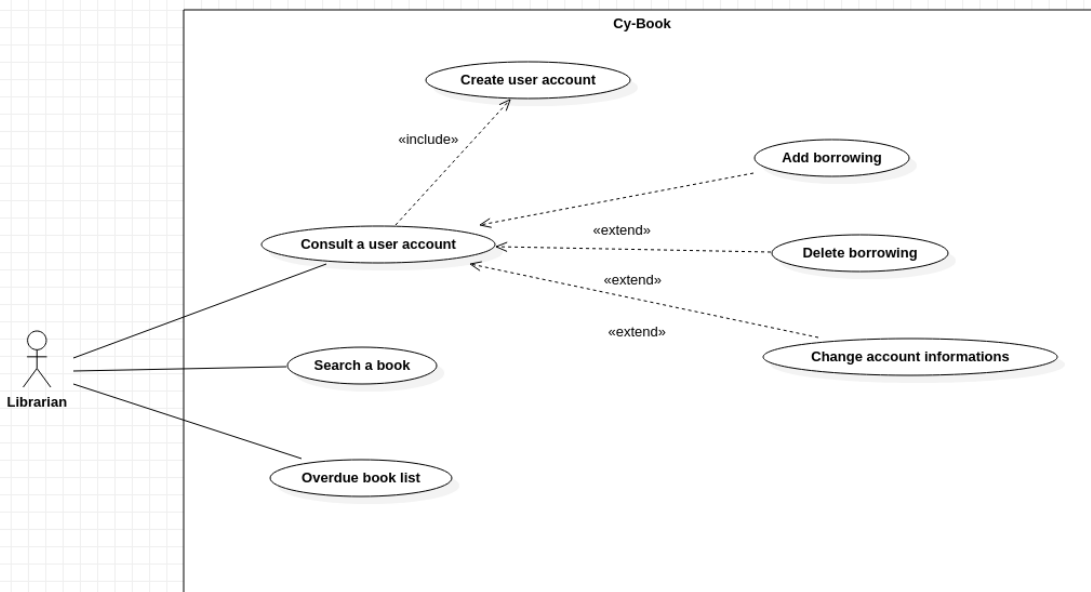 Cy-Book
Create user account
«include»
Add borrowing
«extend»
Consult a user account
Delete borrowing
«extend»
«extend»
Change account informations
Search a book
Librarian
Overdue book list